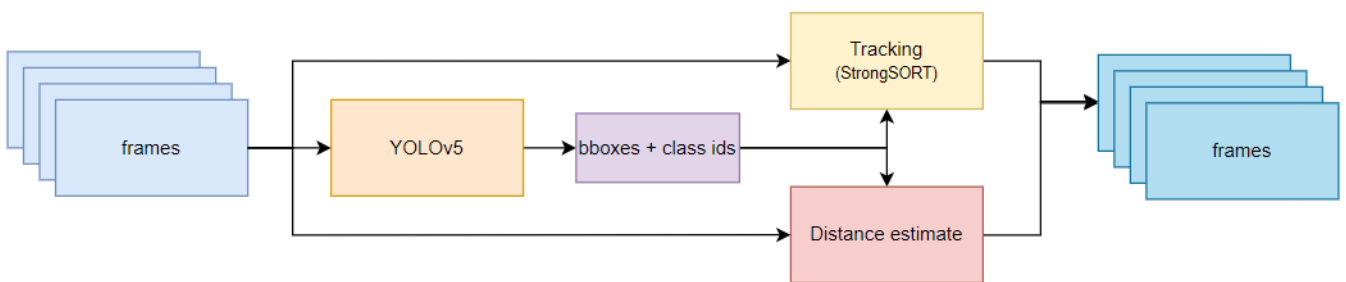 frames
YOLOv5
bboxes + class ids
Tracking
(StrongSORT)
Distance estimate
frames